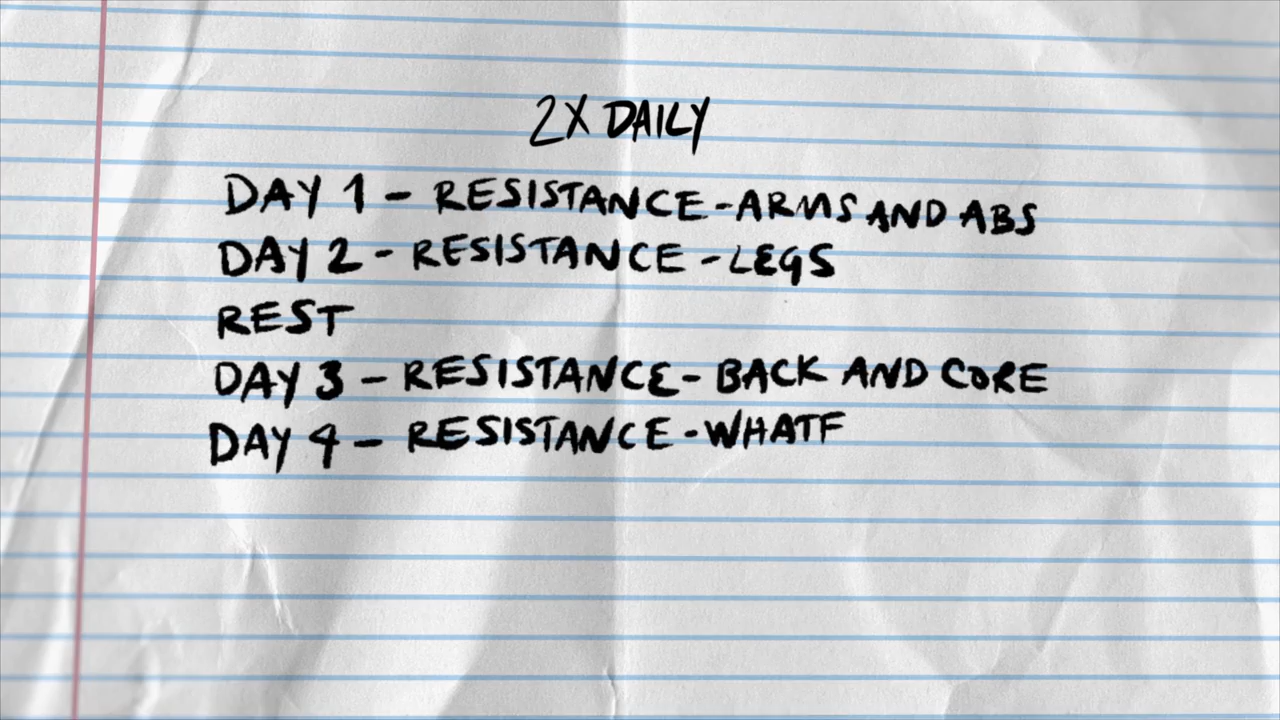 2X DAILY
DAY 1 - RESISTANCE - ARMS AND ABS
DAY 2 - RESISTANCE - LEGS
REST
DAY 3 - RESISTANCE - BACK AND CORE
DAY 4 - RESISTANCE - WHATF